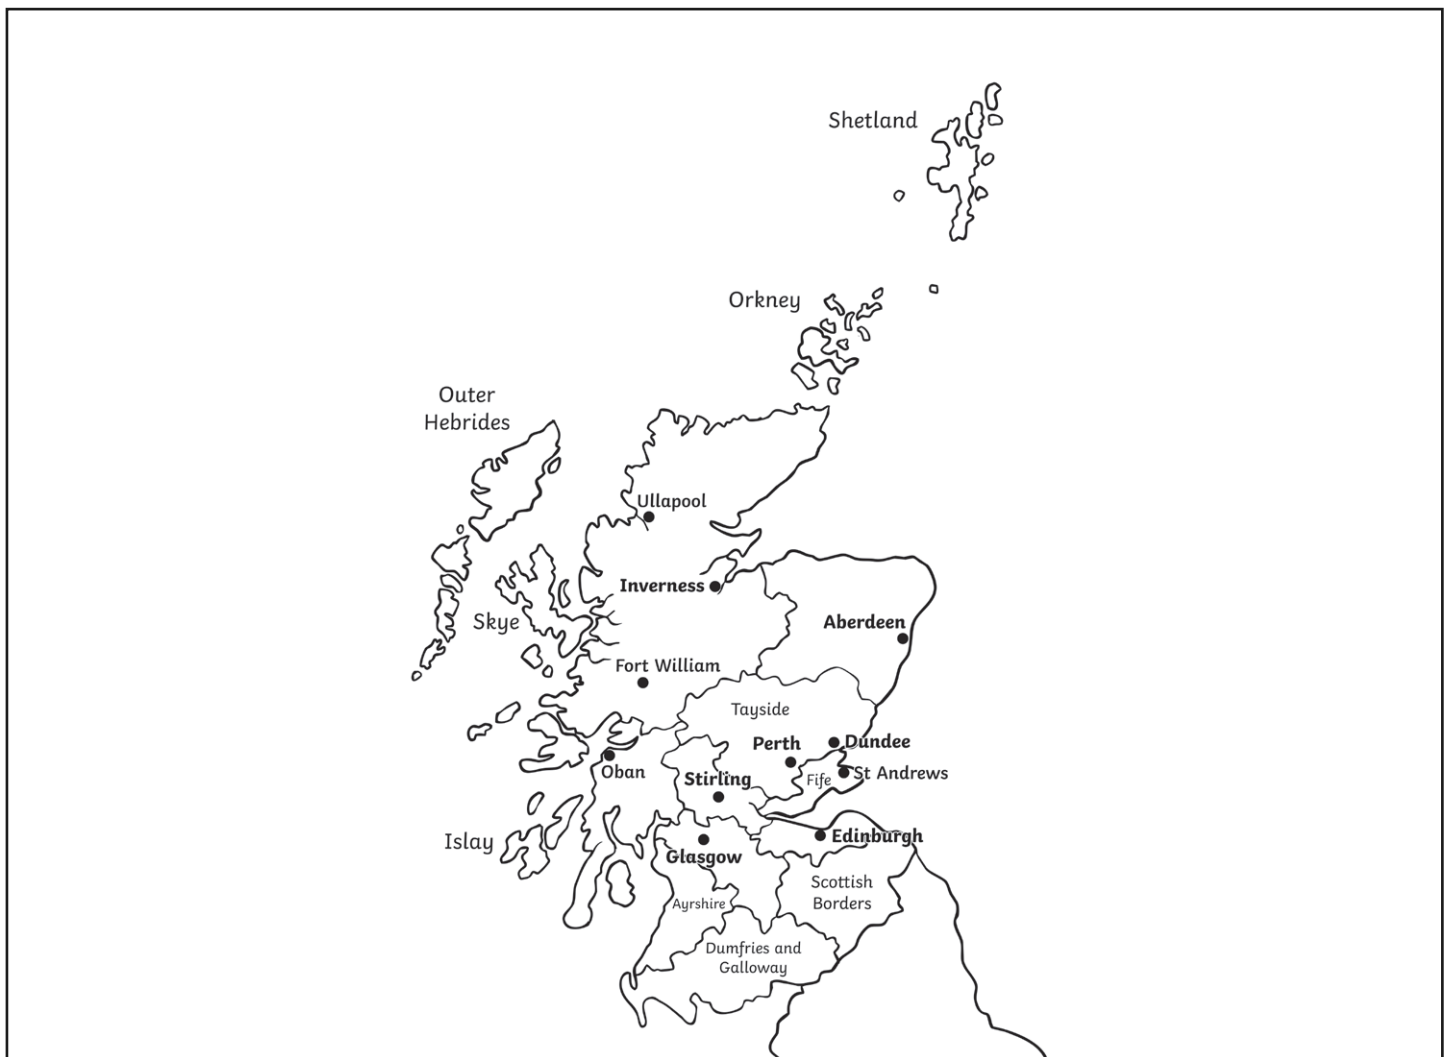 Shetland
Orkney
Outer
Hebrides
Ullapool
Inverness
Skye
Aberdeen
Fort William
Tayside
Perth
Dundee
Oban
Stirling
Fife
St Andrews
Islay
Edinburgh
Glasgow
Scottish
Borders
Ayrshire
Dumfries and
Galloway